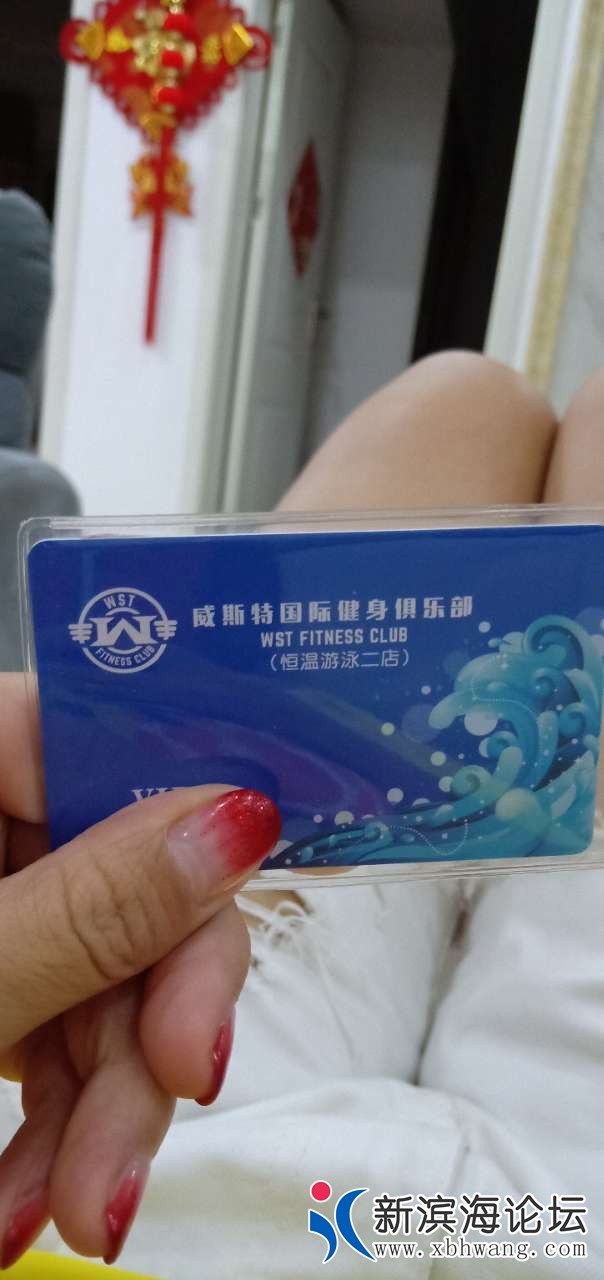 WST
FITNESS CLUB
威斯特国际健身俱乐部
WST FITNESS CLUB
（恒温游泳二店）
新滨海论坛
www.xbhwang.com